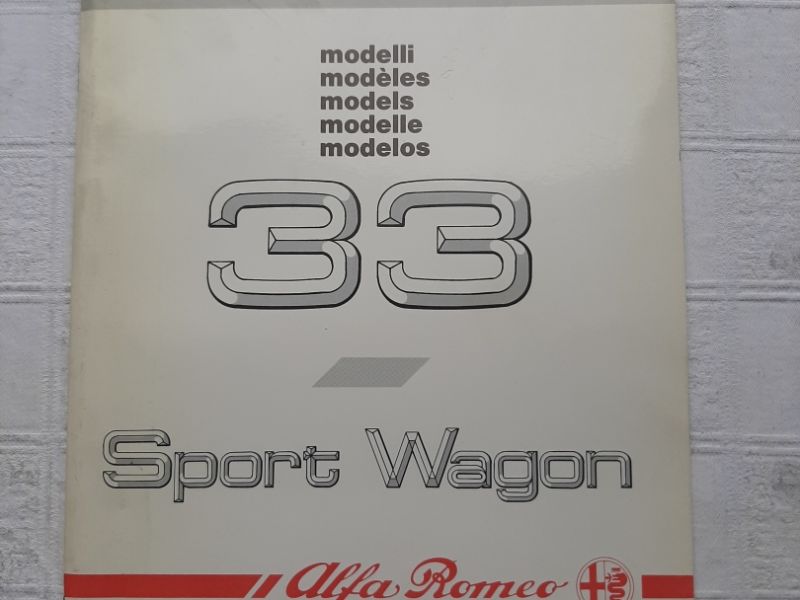 modelli
modèles
models
modelle
modelos
33
Sport Wagon
Alfa Romeo